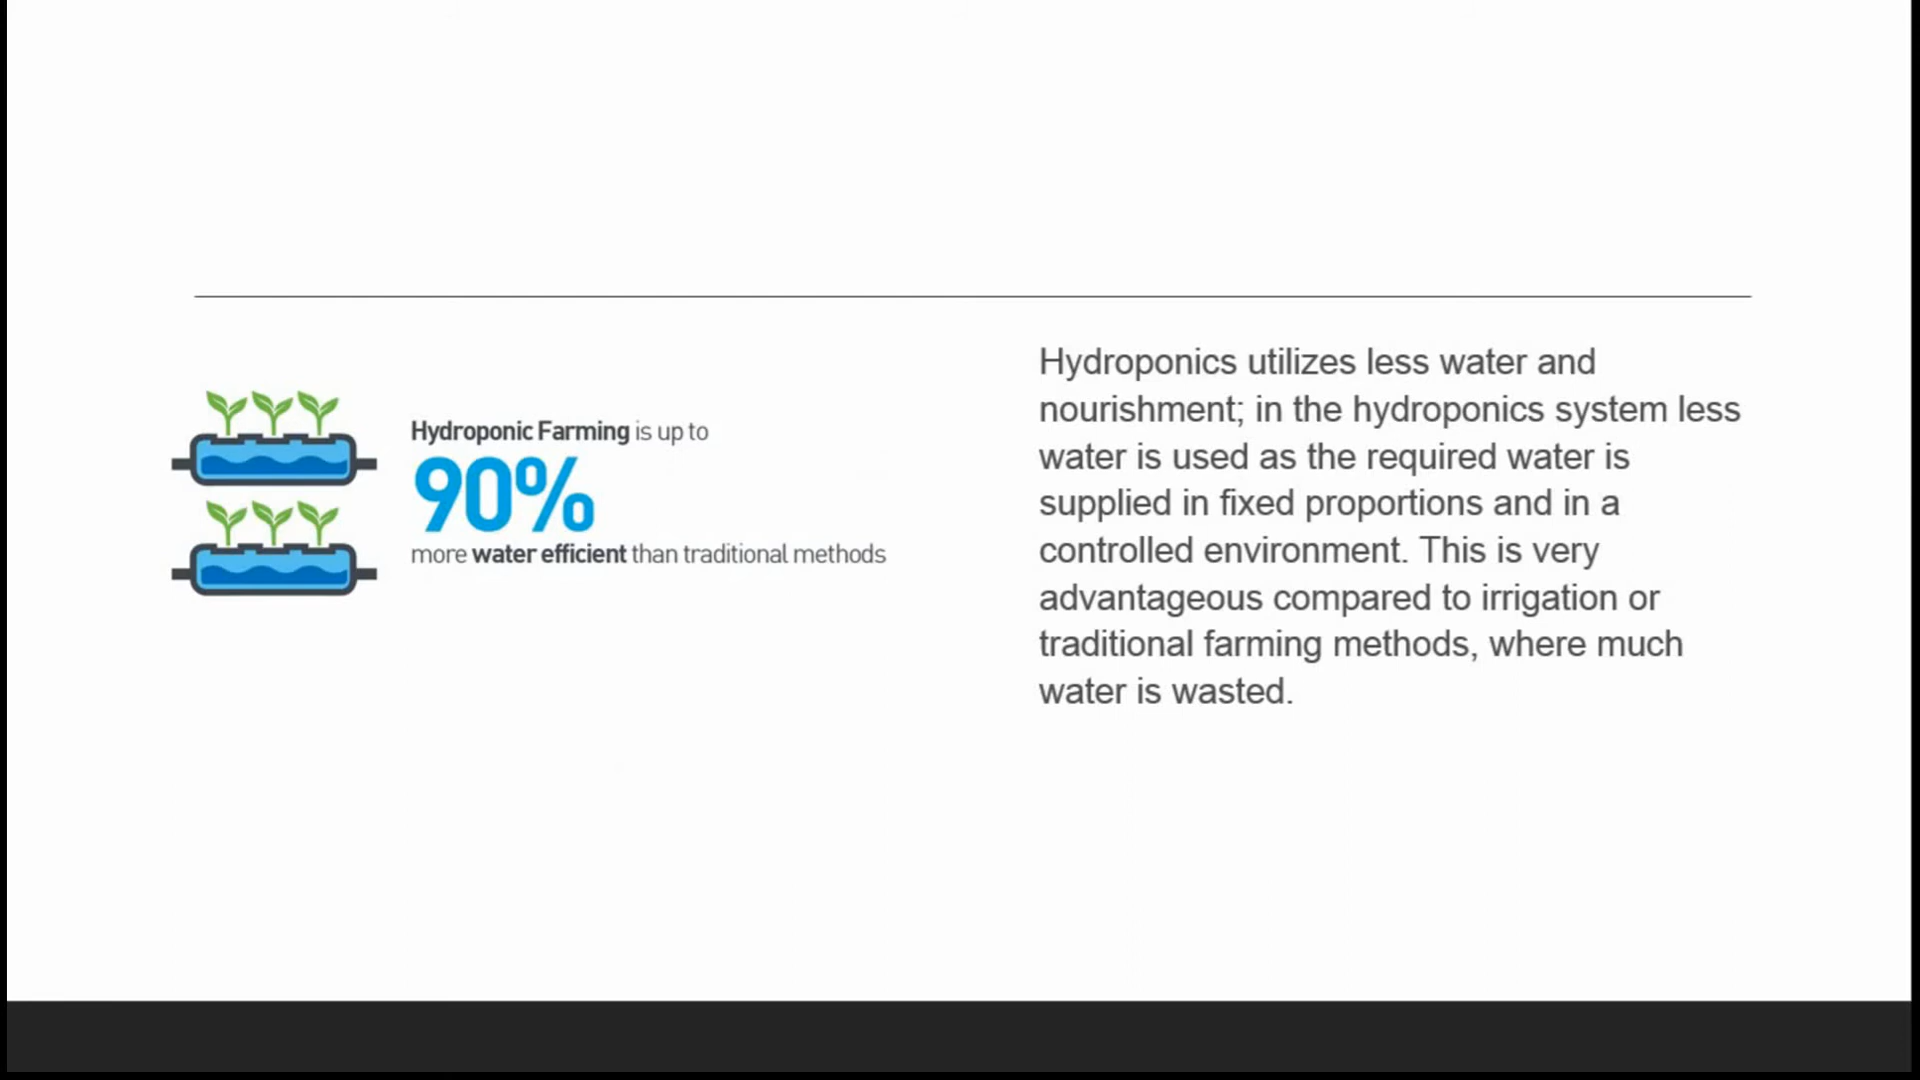 Hydroponic Farming is up to
90%
more water efficient than traditional methods
Hydroponics utilizes less water and
nourishment; in the hydroponics system less
water is used as the required water is
supplied in fixed proportions and in a
controlled environment. This is very
advantageous compared to irrigation or
traditional farming methods, where much
water is wasted.